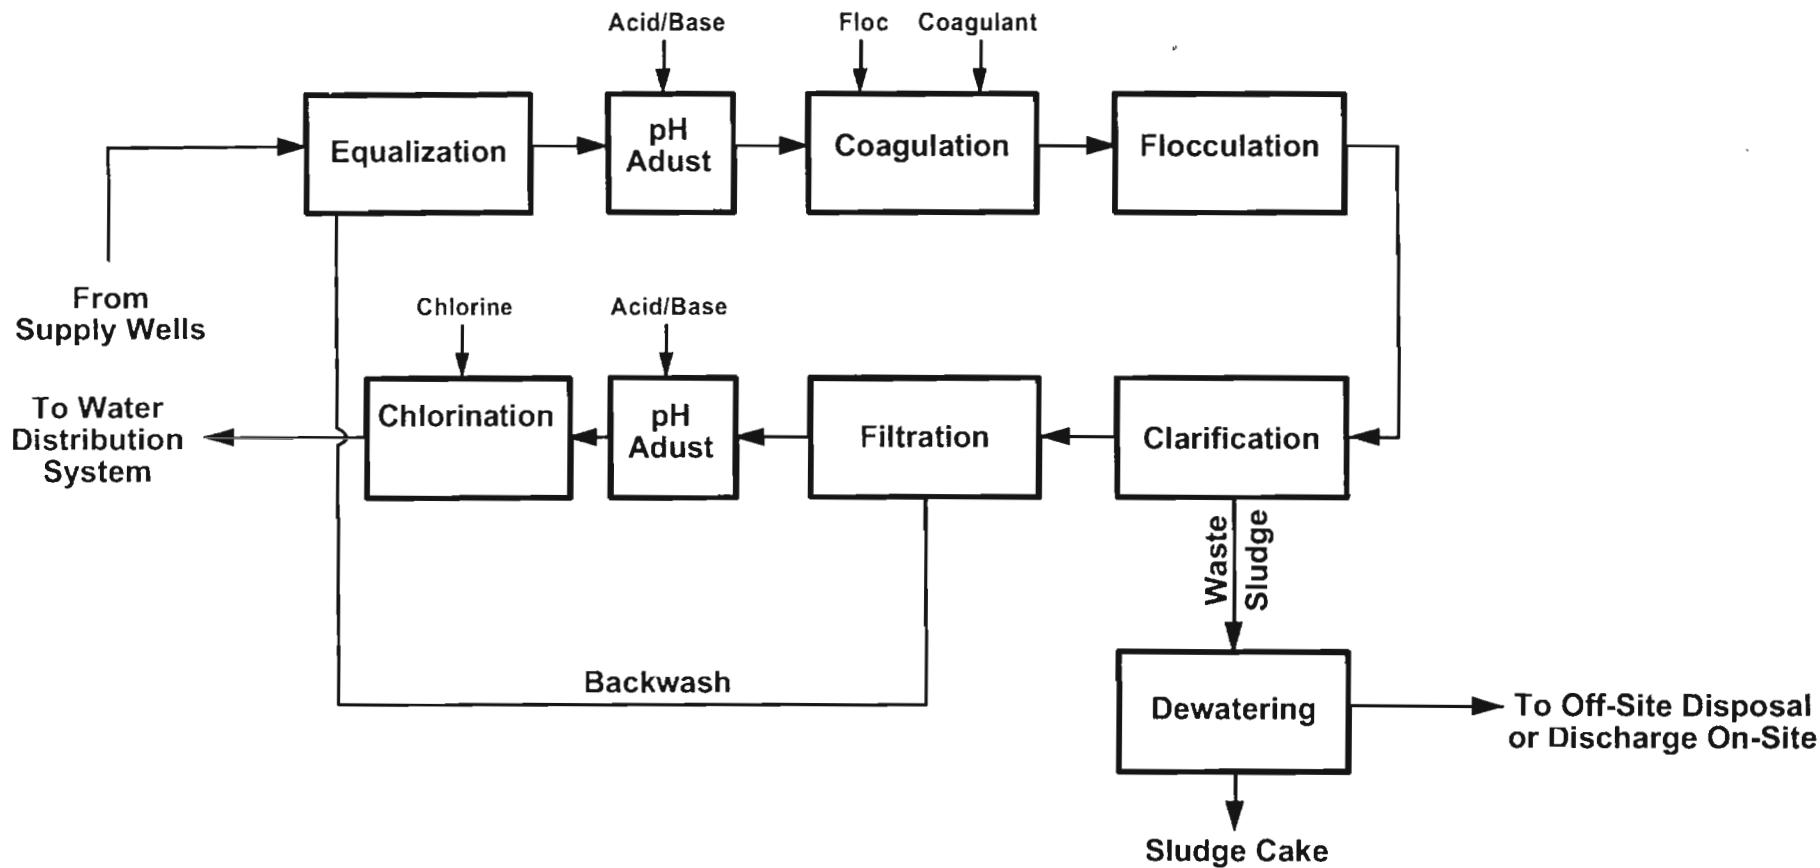 Acid/Base
Floc
Coagulant
Equalization
pH
Adust
Coagulation
Flocculation
From
Supply Wells
Chlorine
Acid/Base
To Water
Distribution
System
Chlorination
pH
Adust
Filtration
Clarification
Waste
Sludge
Backwash
Dewatering
To Off-Site Disposal
or Discharge On-Site
Sludge Cake